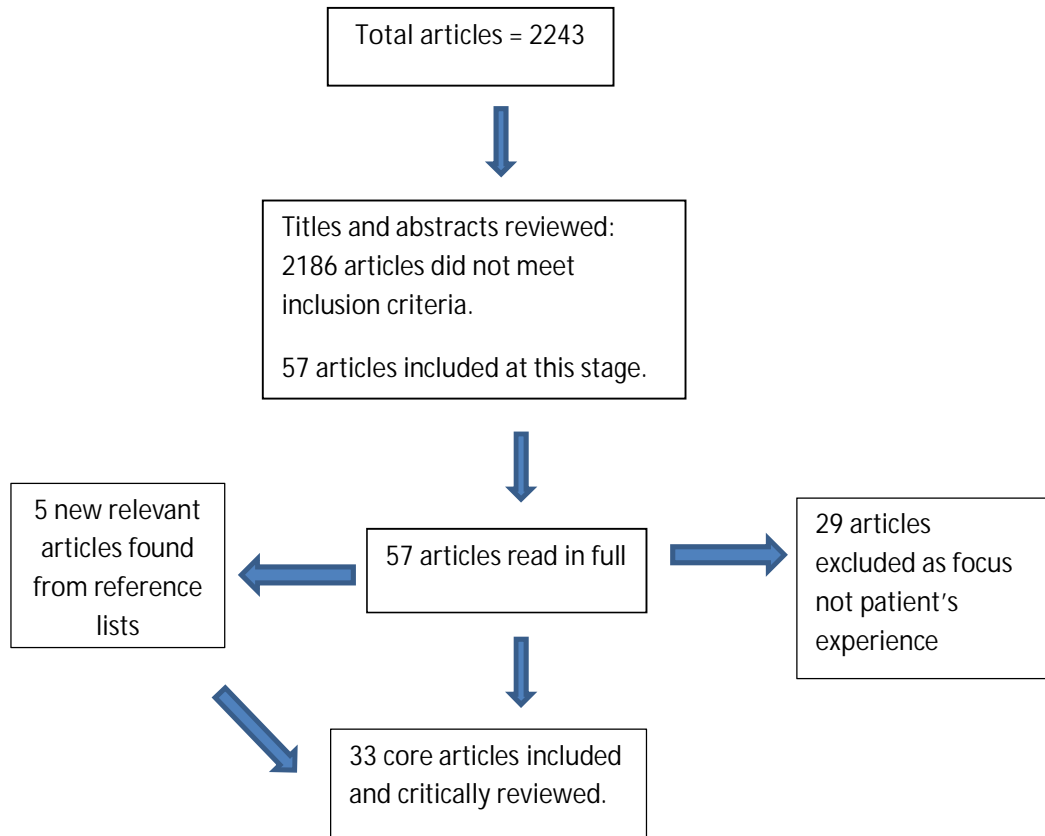 Total articles = 2243
Titles and abstracts reviewed:
2186 articles did not meet
inclusion criteria.
57 articles included at this stage.
5 new relevant
articles found
from reference
lists
57 articles read in full
29 articles
excluded as focus
not patient’s
experience
33 core articles included
and critically reviewed.